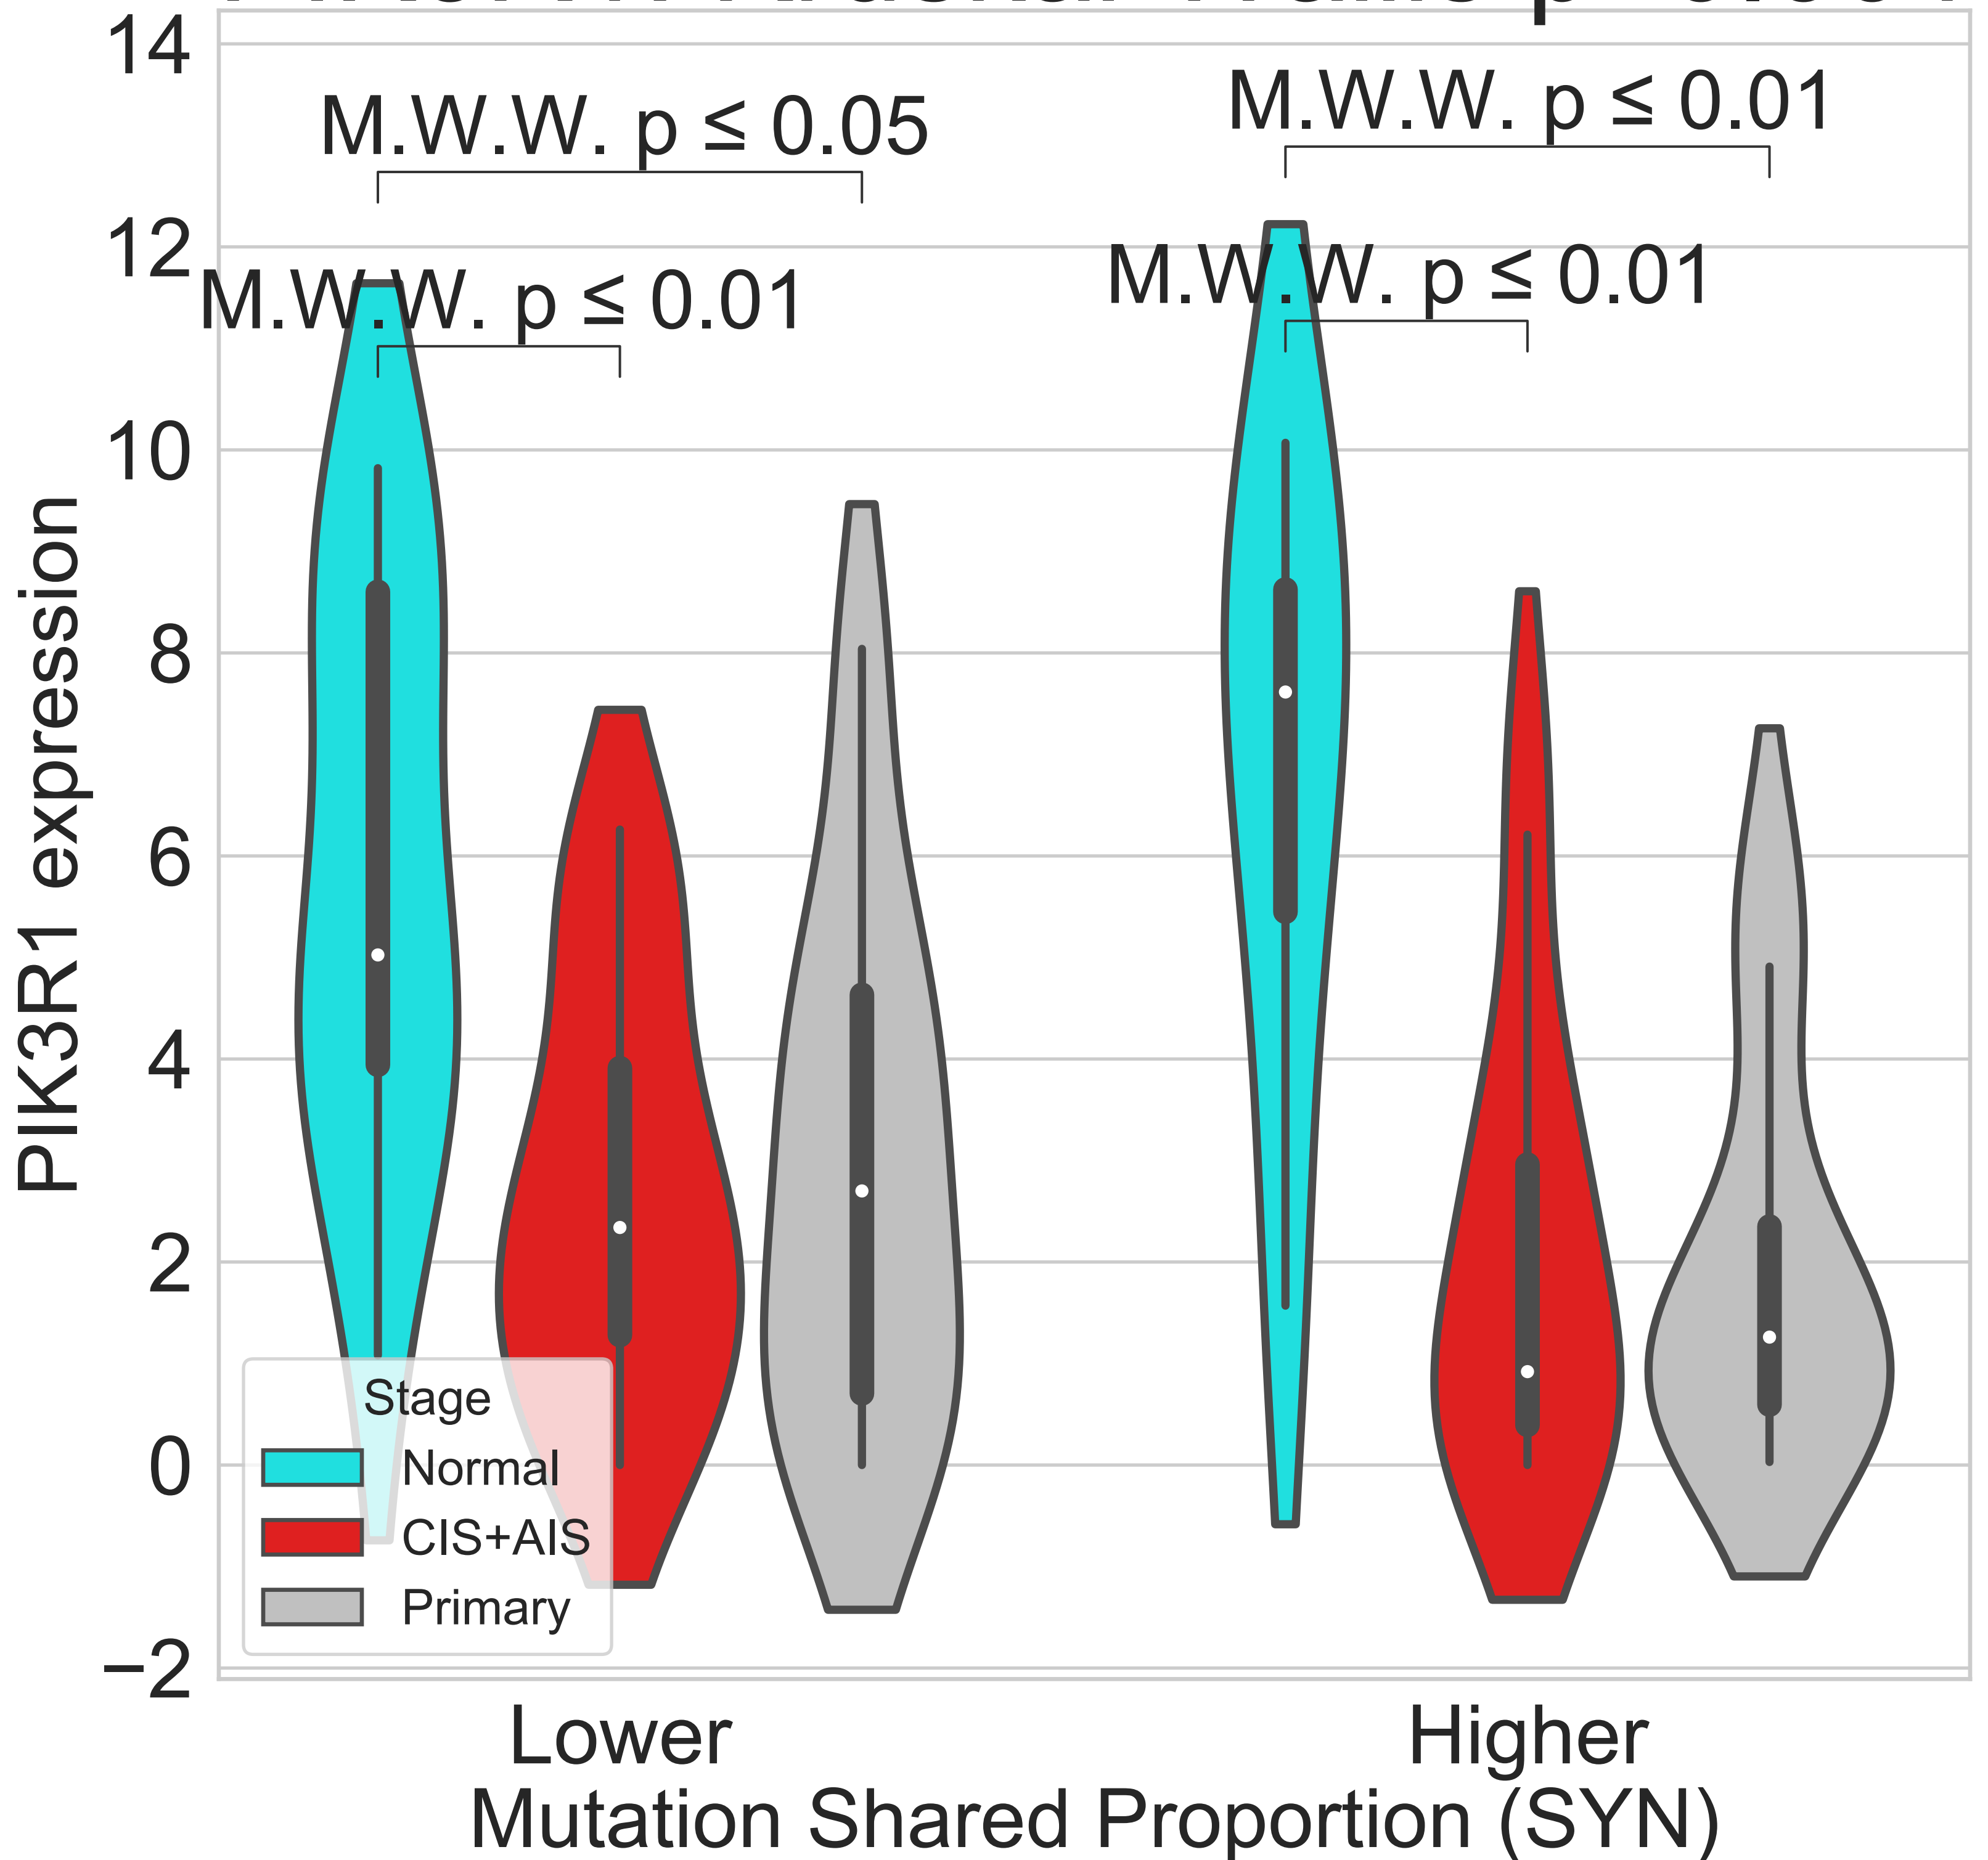 14
M.W.W. p ≤ 0.05
M.W.W. p ≤ 0.01
12
M.W.W. p ≤ 0.01
M.W.W. p ≤ 0.01
10
8
6
4
2
0
−2
PIK3R1 expression
Stage
Normal
CIS+AIS
Primary
Lower
Higher
Mutation Shared Proportion (SYN)